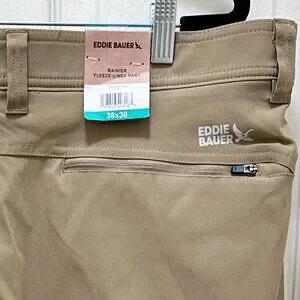 EDDIE BAUER
RAINIER
FLEECE-LINED PANT
38x30
EDDIE
BAUER